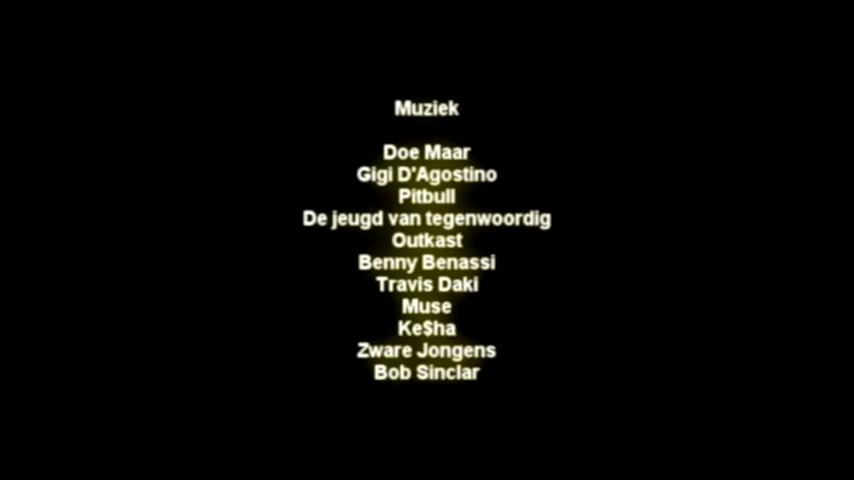 Muziek
Doe Maar
Gigi D'Agostino
Pitbull
De jeugd van tegenwoordig
Outkast
Benny Benassi
Travis Daki
Muse
Ke$ha
Zware Jongens
Bob Sinclar